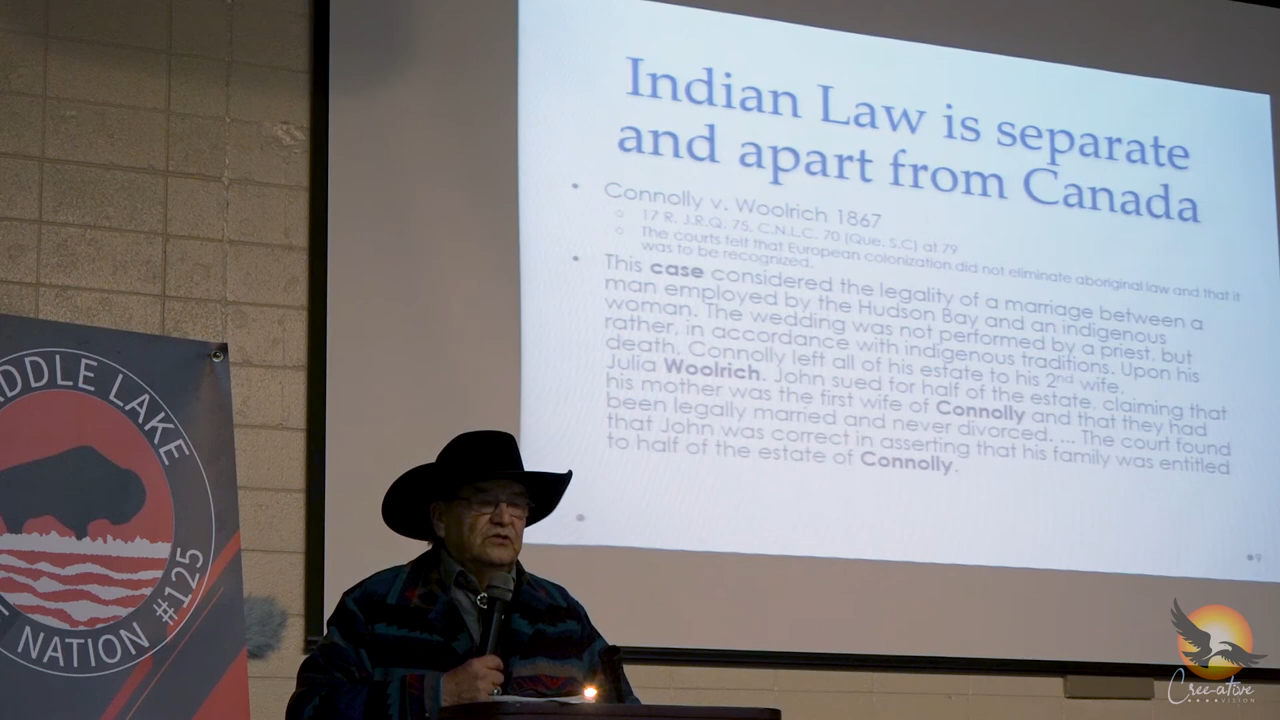 Indian Law is separate
and apart from Canada
• Connolly v. Woolrich 1867
○ 17 R. J.R.Q. 75, C.N.L.C. 70 (Que. S.C) at 79
○ The courts felt that European colonization did not eliminate aboriginal law and that it
was to be recognized.
• This case considered the legality of a marriage between a
man employed by the Hudson Bay and an indigenous
woman. The wedding was not performed by a priest, but
rather, in accordance with indigenous traditions. Upon his
death, Connolly left all of his estate to his 2nd wife,
Julia Woolrich. John sued for half of the estate, claiming that
his mother was the first wife of Connolly and that they had
been legally married and never divorced. ... The court found
that John was correct in asserting that his family was entitled
to half of the estate of Connolly.
DDLE LAKE
NATION #125
Cree-ative
VISION